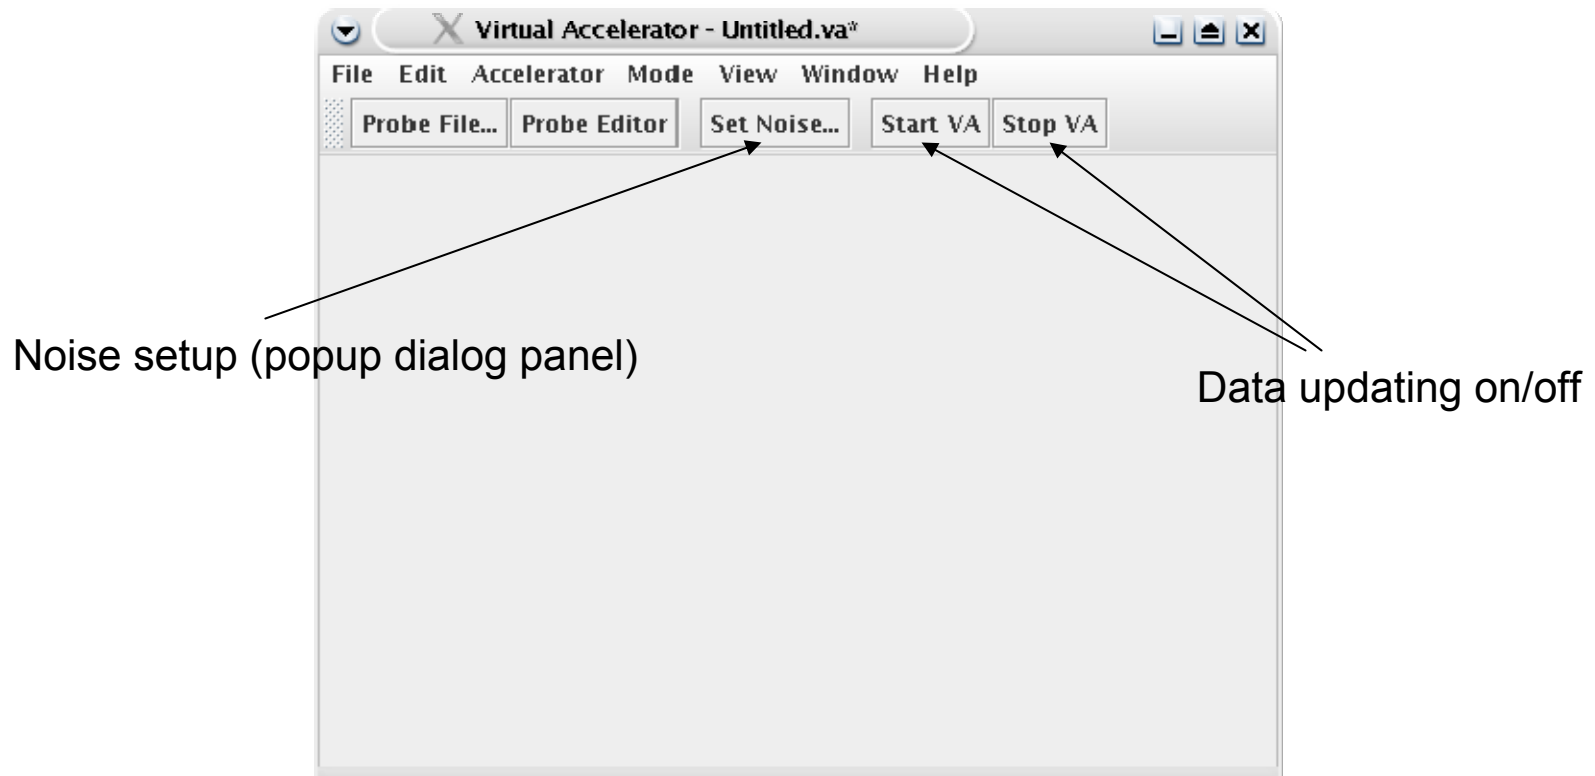 Virtual Accelerator - Untitled.va*
File Edit Accelerator Mode View Window Help
Probe File... Probe Editor Set Noise... Start VA Stop VA
Noise setup (popup dialog panel)
Data updating on/off